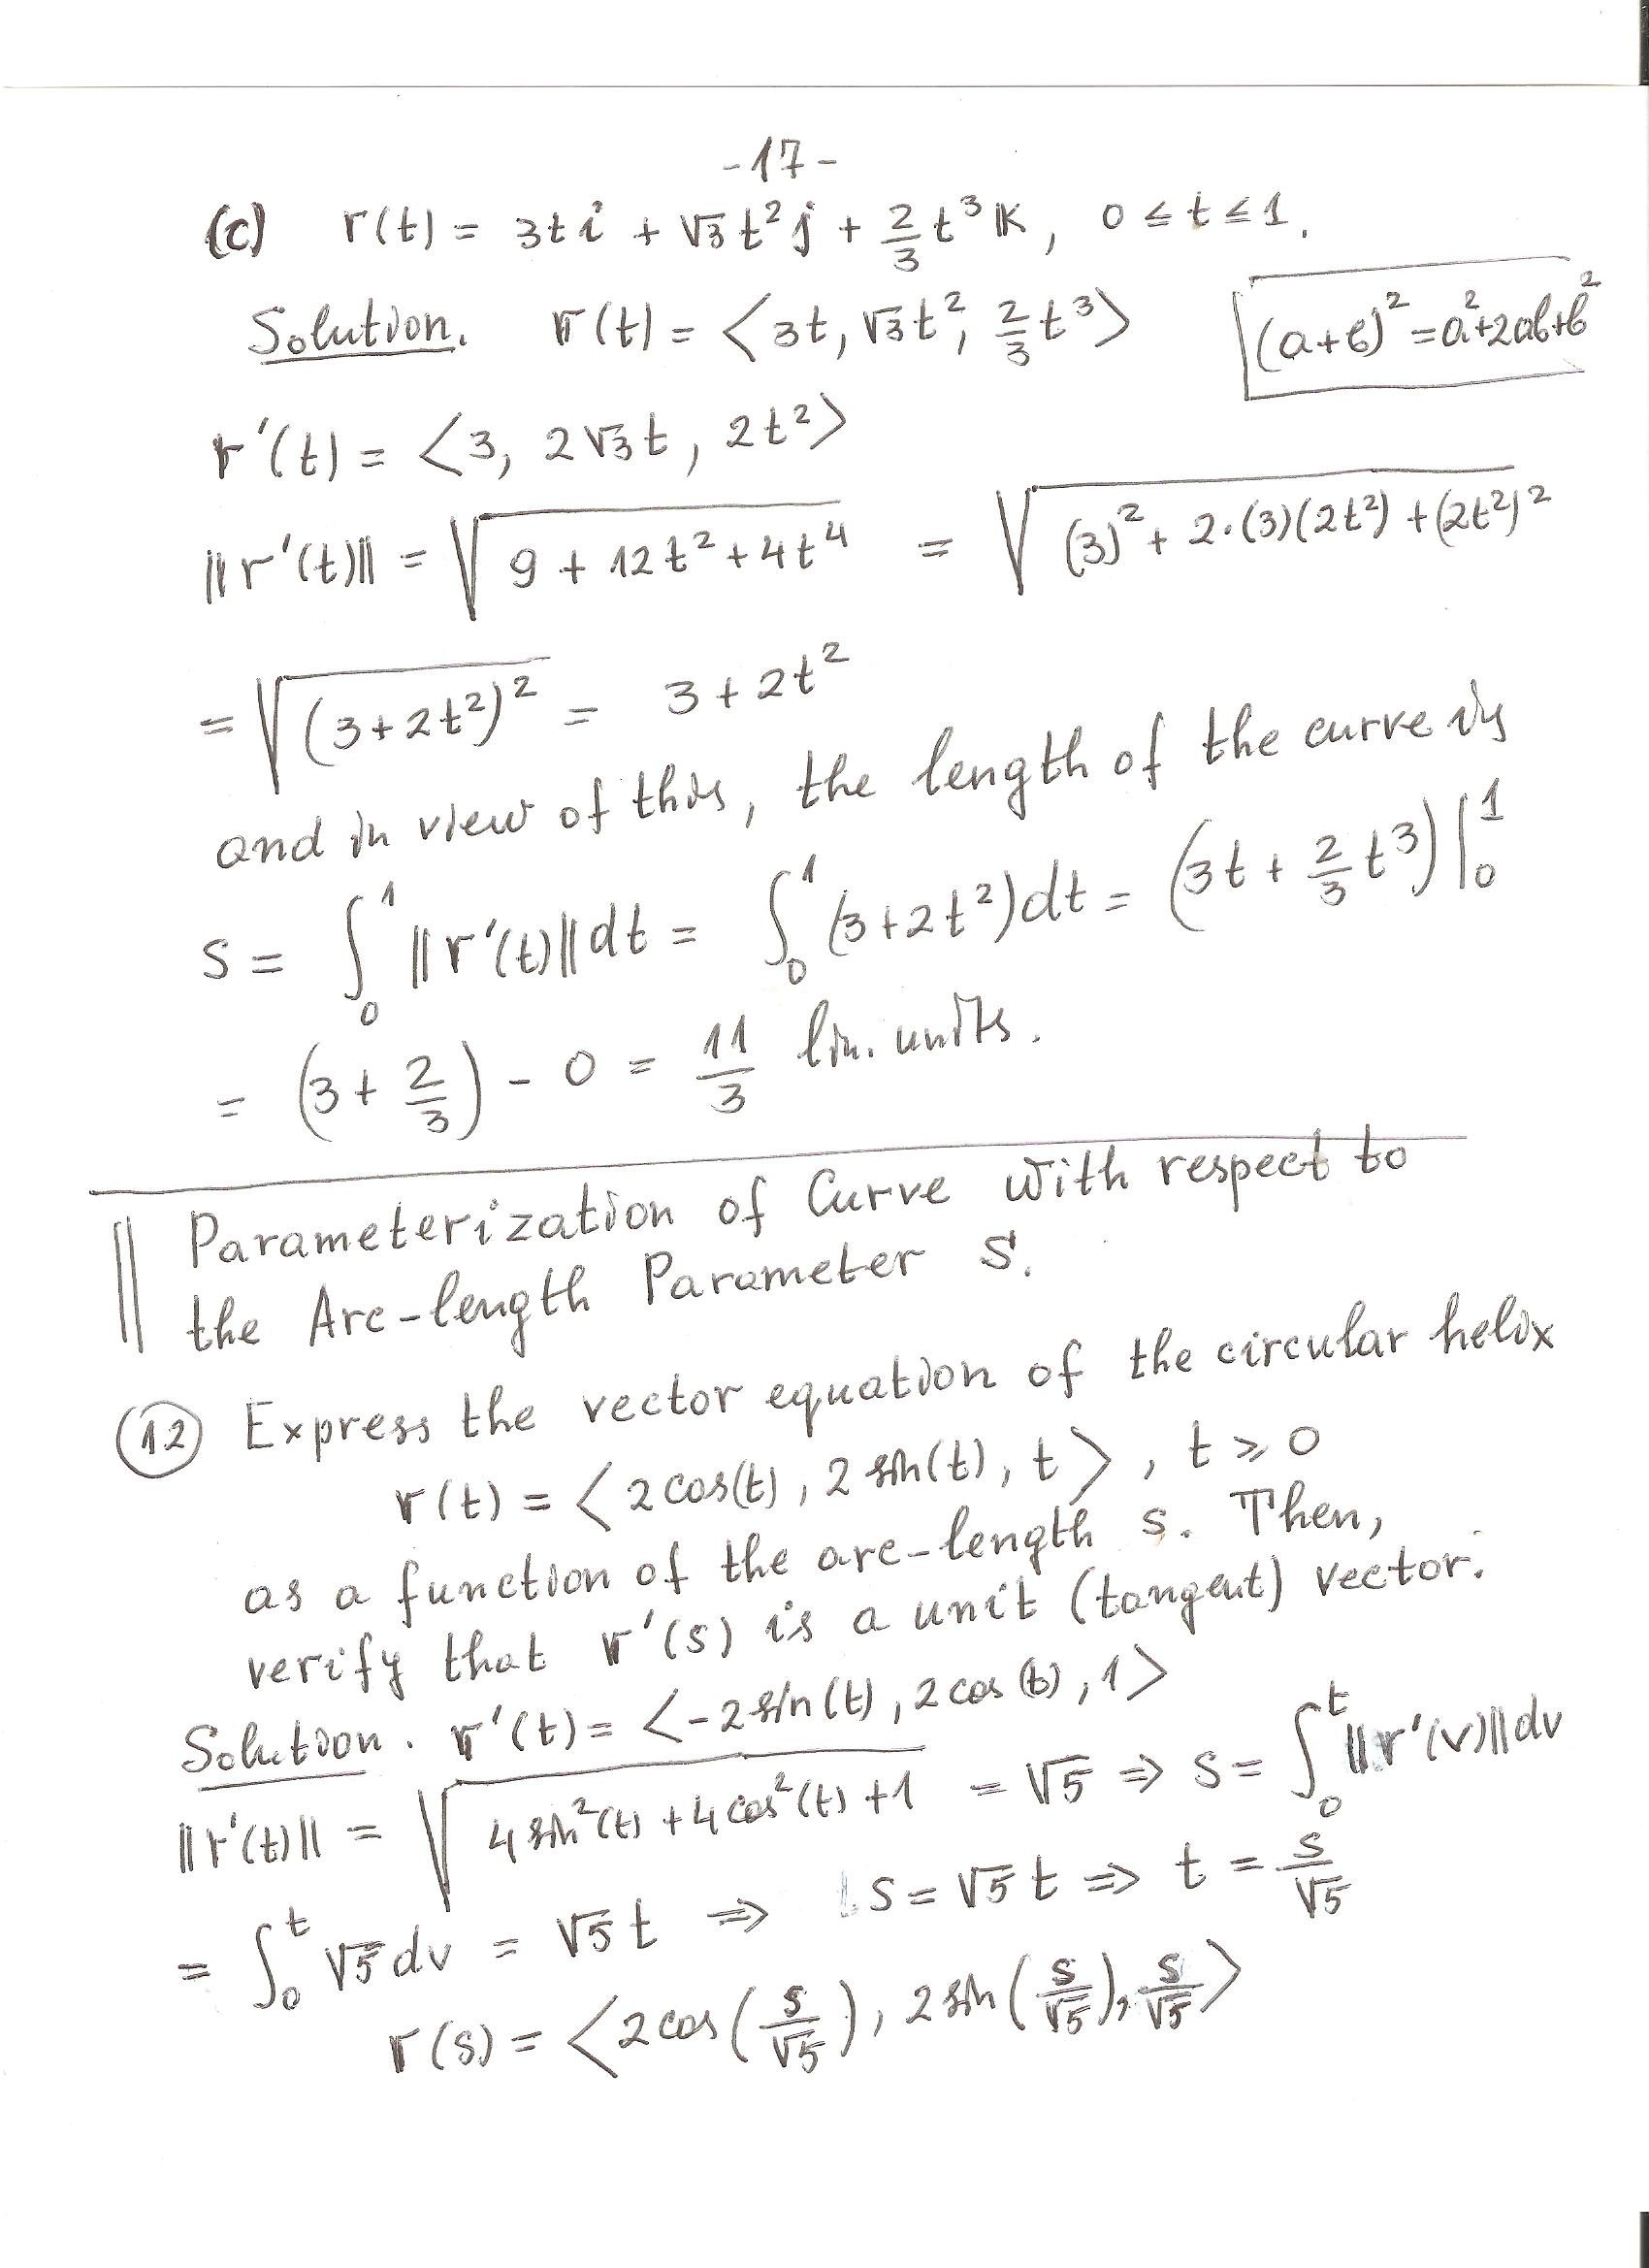 -17-
(c) r(t) = 3t i + √3 t² j + 2/3 t³ k, 0 ≤ t ≤ 1.
Solution. r(t) = ⟨3t, √3t², 2/3 t³⟩ (a+b)² = a²+2ab+b²
r'(t) = ⟨3, 2√3t, 2t²⟩
||r'(t)|| = √(9 + 12t² + 4t⁴) = √((3)² + 2·(3)(2t²) + (2t²)²)
= √((3+2t²)²) = 3 + 2t²
and in view of this, the length of the curve is
s = ∫₀¹ ||r'(t)||dt = ∫₀¹ (3+2t²)dt = (3t + 2/3 t³)|₀¹
= (3 + 2/3) - 0 = 11/3 lin. units.
Parameterization of Curve with respect to
the Arc-length Parameter S.
(12) Express the vector equation of the circular helix
r(t) = ⟨2cos(t), 2sin(t), t⟩, t ≥ 0
as a function of the arc-length s. Then,
verify that r'(s) is a unit (tangent) vector.
Solution. r'(t) = ⟨-2sin(t), 2cos(t), 1⟩
||r'(t)|| = √(4sin²(t) + 4cos²(t) + 1) = √5 ⇒ s = ∫₀ᵗ ||r'(v)||dv
= ∫₀ᵗ √5 dv = √5 t ⇒ s = √5 t ⇒ t = s/√5
r(s) = ⟨2cos(s/√5), 2sin(s/√5), s/√5⟩